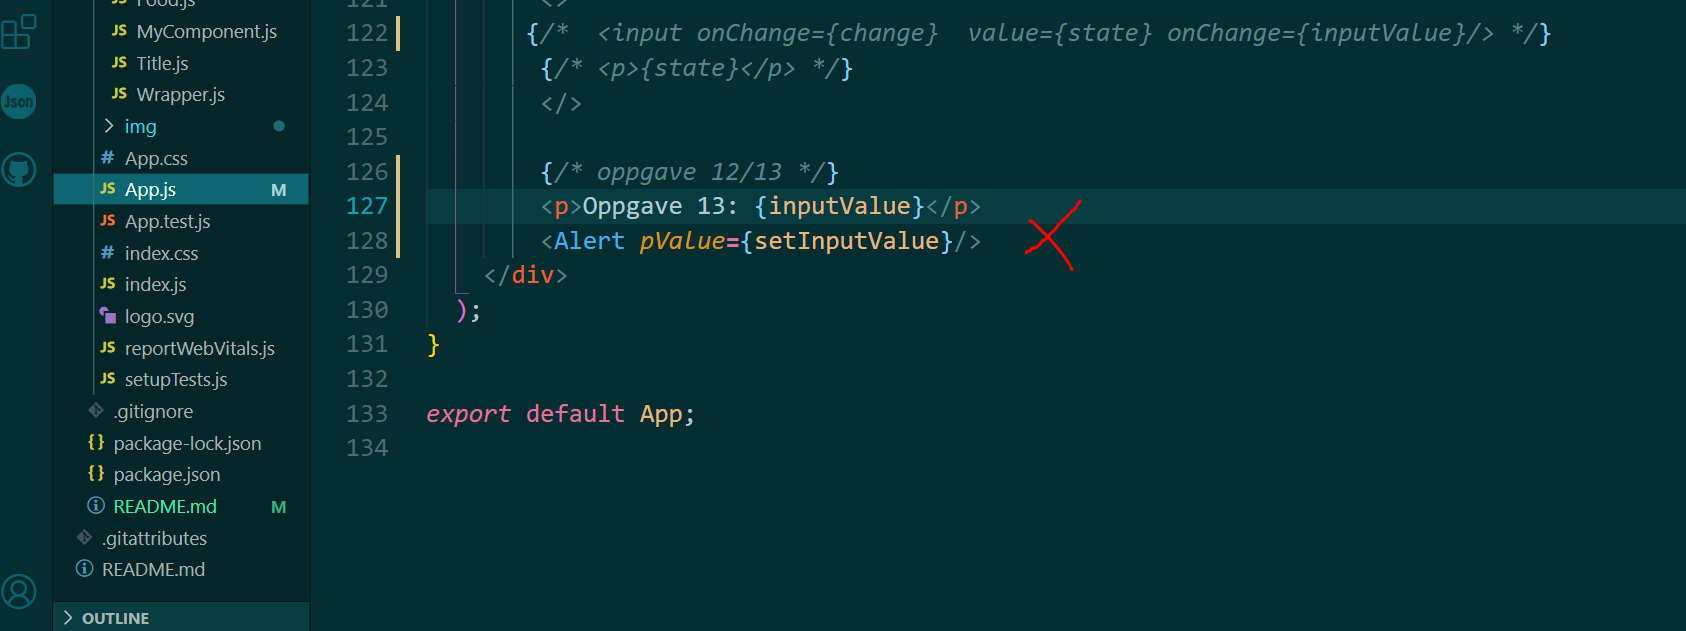 Food.js
JS MyComponent.js
JS Title.js
JS Wrapper.js
img
# App.css
JS App.js M
JS App.test.js
# index.css
JS index.js
logo.svg
JS reportWebVitals.js
JS setupTests.js
.gitignore
{} package-lock.json
{} package.json
README.md M
.gitattributes
README.md
OUTLINE
Json
121 <>
122 {/*  <input onChange={change}  value={state} onChange={inputValue}/> */}
123 {/* <p>{state}</p> */}
124 </>
125
126 {/* oppgave 12/13 */}
127 <p>Oppgave 13: {inputValue}</p>
128 <Alert pValue={setInputValue}/>
129 </div>
130 );
131 }
132
133 export default App;
134